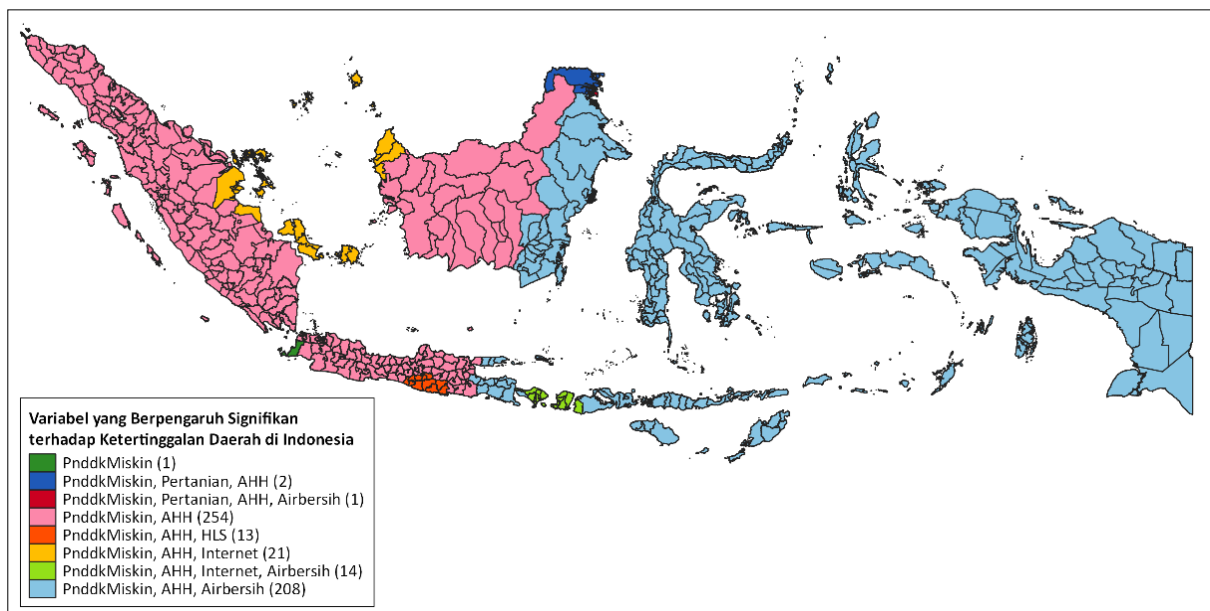 Variabel yang Berpengaruh Signifikan
terhadap Ketertinggalan Daerah di Indonesia
PnddkMiskin (1)
PnddkMiskin, Pertanian, AHH (2)
PnddkMiskin, Pertanian, AHH, Airbersih (1)
PnddkMiskin, AHH (254)
PnddkMiskin, AHH, HLS (13)
PnddkMiskin, AHH, Internet (21)
PnddkMiskin, AHH, Internet, Airbersih (14)
PnddkMiskin, AHH, Airbersih (208)